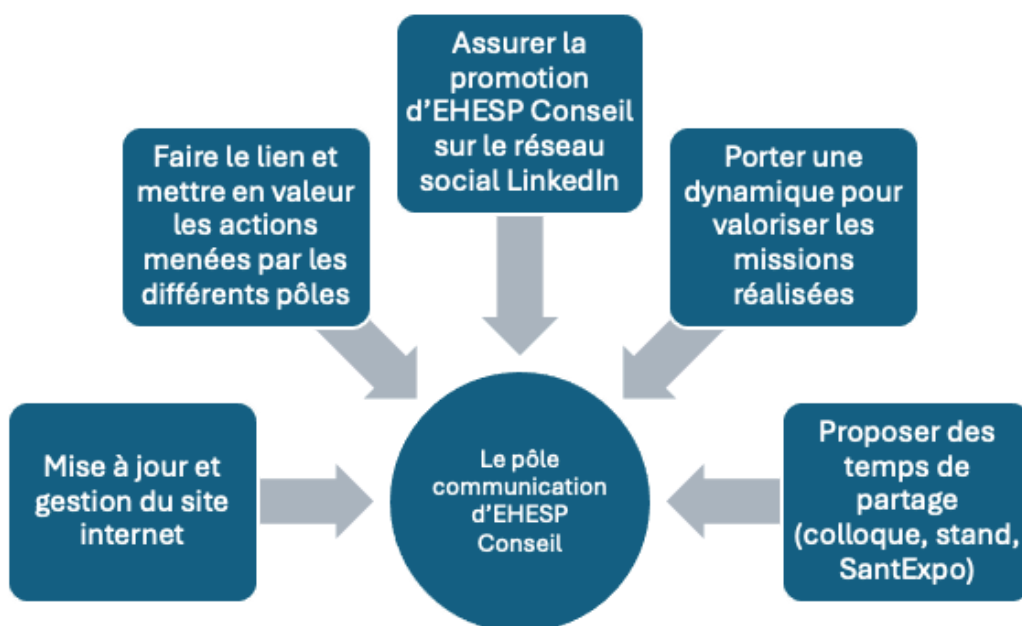 Assurer la
promotion
d'EHESP Conseil
sur le réseau
social LinkedIn
Faire le lien et
mettre en valeur
les actions
menées par les
différents pôles
Porter une
dynamique pour
valoriser les
missions
réalisées
Mise à jour et
gestion du site
internet
Le pôle
communication
d'EHESP
Conseil
Proposer des
temps de
partage
(colloque, stand,
SantExpo)